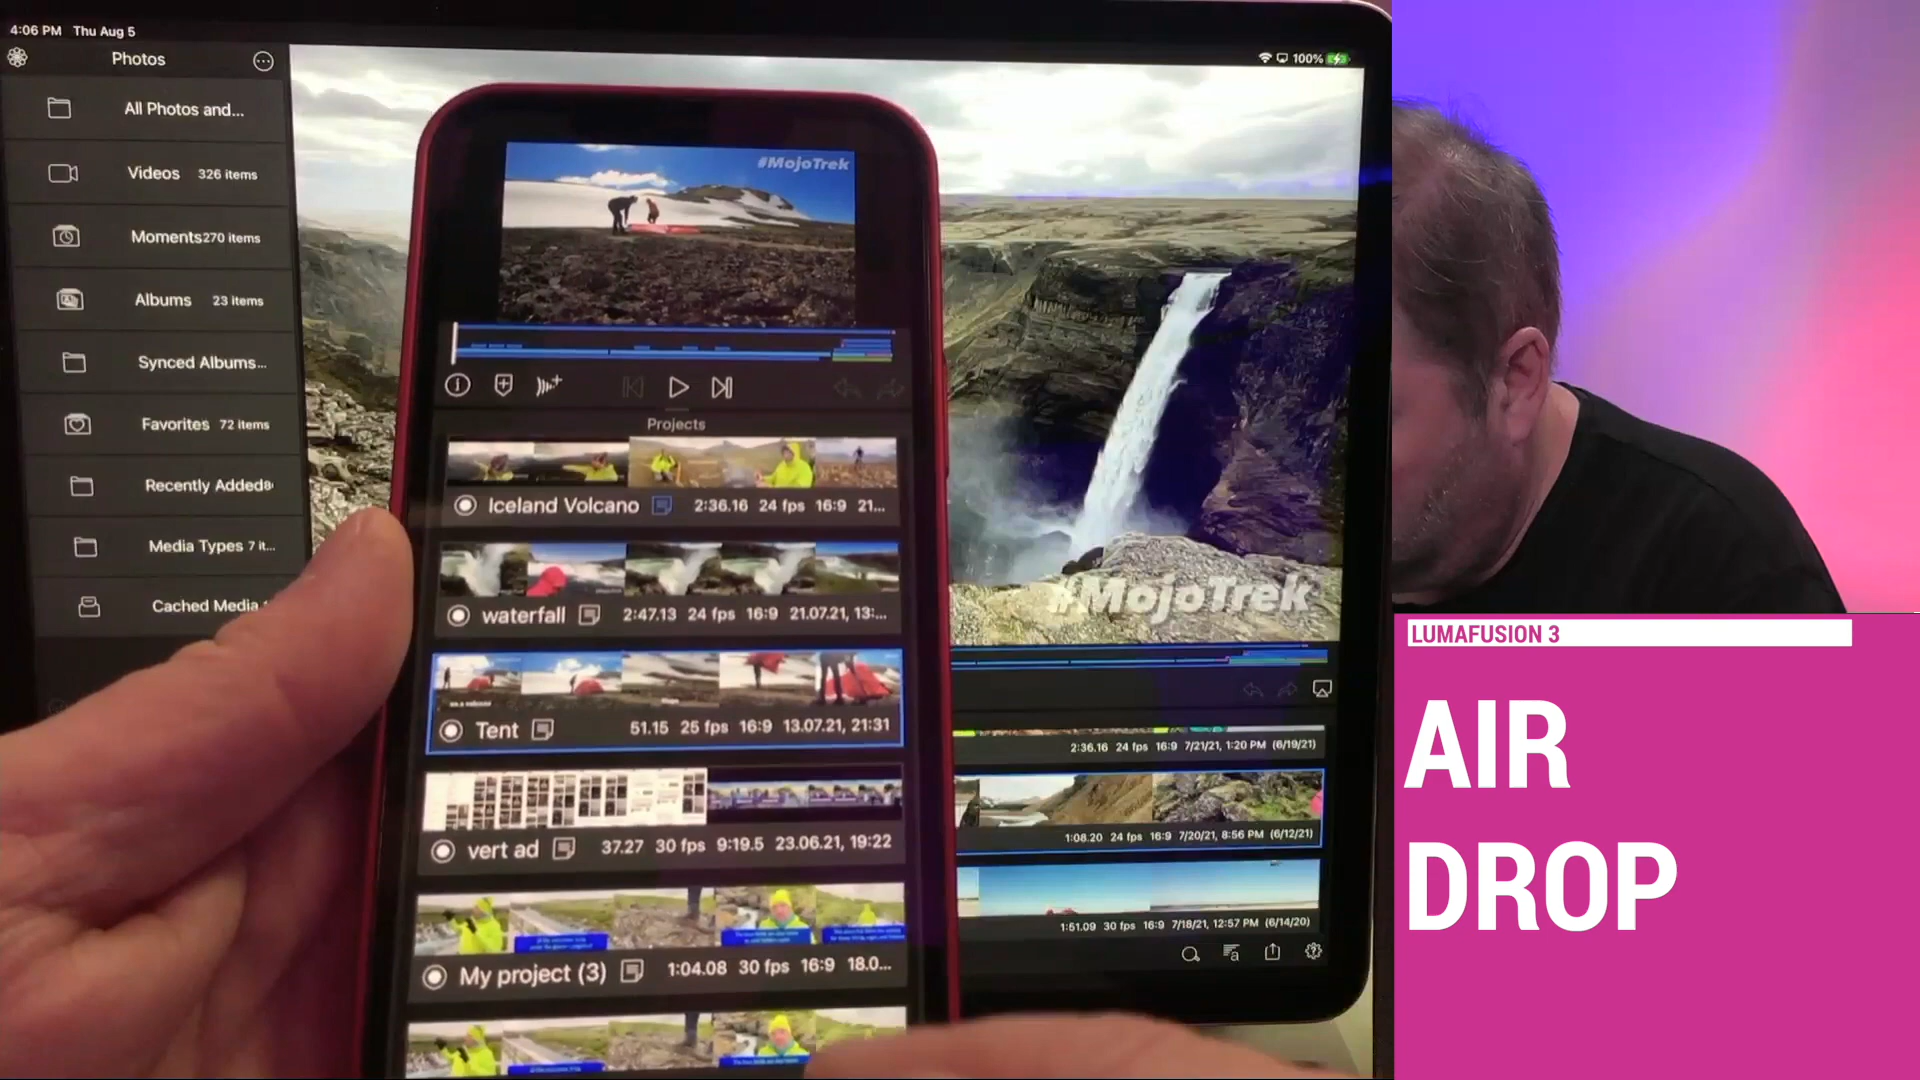 4:06 PM Thu Aug 5
100%
Photos
All Photos and...
Videos 326 items
Moments 270 items
Albums 23 items
Synced Albums...
Favorites 72 items
Recently Added
Media Types 7 it...
Cached Media
#MojoTrek
Projects
Iceland Volcano 2:36.16 24 fps 16:9 21...
waterfall 2:47.13 24 fps 16:9 21.07.21, 13:...
Tent 51.15 25 fps 16:9 13.07.21, 21:31
vert ad 37.27 30 fps 9:19.5 23.06.21, 19:22
My project (3) 1:04.08 30 fps 16:9 18.0...
#MojoTrek
2:36.16 24 fps 16:9 7/21/21, 1:20 PM (6/19/21)
1:08.20 24 fps 16:9 7/20/21, 8:56 PM (6/12/21)
1:51.09 30 fps 16:9 7/18/21, 12:57 PM (6/14/20)
LUMAFUSION 3
AIR
DROP